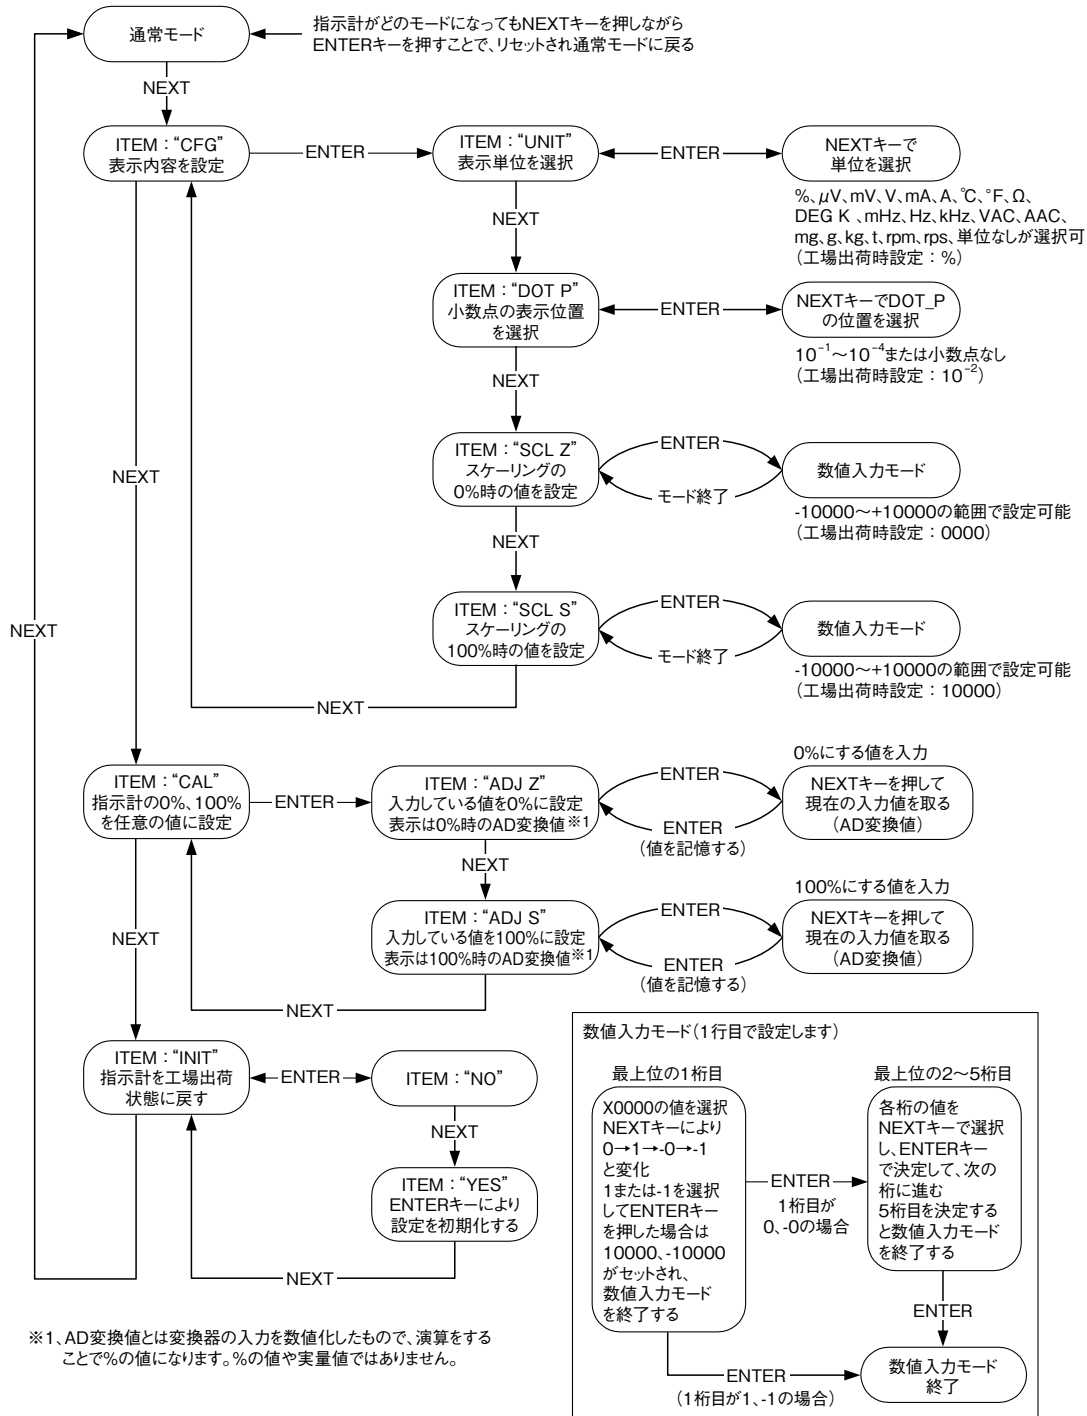 通常モード
指示計がどのモードになってもNEXTキーを押しながら
ENTERキーを押すことで、リセットされ通常モードに戻る
NEXT
ITEM：“CFG”
表示内容を設定
ENTER
ITEM：“UNIT”
表示単位を選択
ENTER
NEXTキーで
単位を選択
%、μV、mV、V、mA、A、℃、°F、Ω、
DEG K 、mHz、Hz、kHz、VAC、AAC、
mg、g、kg、t、rpm、rps、単位なしが選択可
（工場出荷時設定：%）
NEXT
ITEM：“DOT P”
小数点の表示位置
を選択
ENTER
NEXTキーでDOT_P
の位置を選択
10⁻¹～10⁻⁴または小数点なし
（工場出荷時設定：10⁻²）
NEXT
NEXT
ITEM：“SCL Z”
スケーリングの
0%時の値を設定
ENTER
モード終了
数値入力モード
-10000～+10000の範囲で設定可能
（工場出荷時設定：0000）
NEXT
ITEM：“SCL S”
スケーリングの
100%時の値を設定
ENTER
モード終了
数値入力モード
-10000～+10000の範囲で設定可能
（工場出荷時設定：10000）
NEXT
NEXT
ITEM：“CAL”
指示計の0%、100%
を任意の値に設定
ENTER
ITEM：“ADJ Z”
入力している値を0%に設定
表示は0%時のAD変換値※1
ENTER
ENTER
（値を記憶する）
0%にする値を入力
NEXTキーを押して
現在の入力値を取る
（AD変換値）
NEXT
ITEM：“ADJ S”
入力している値を100%に設定
表示は100%時のAD変換値※1
ENTER
ENTER
（値を記憶する）
100%にする値を入力
NEXTキーを押して
現在の入力値を取る
（AD変換値）
NEXT
NEXT
ITEM：“INIT”
指示計を工場出荷
状態に戻す
ENTER
ITEM：“NO”
NEXT
ITEM：“YES”
ENTERキーにより
設定を初期化する
NEXT
数値入力モード（1行目で設定します）
最上位の1桁目
X0000の値を選択
NEXTキーにより
0→1→-0→-1
と変化
1または-1を選択
してENTERキー
を押した場合は
10000、-10000
がセットされ、
数値入力モード
を終了する
ENTER
1桁目が
0、-0の場合
最上位の2～5桁目
各桁の値を
NEXTキーで選択
し、ENTERキー
で決定して、次の
桁に進む
5桁目を決定する
と数値入力モード
を終了する
ENTER
ENTER
（1桁目が1、-1の場合）
数値入力モード
終了
※1、AD変換値とは変換器の入力を数値化したもので、演算をする
ことで%の値になります。%の値や実量値ではありません。